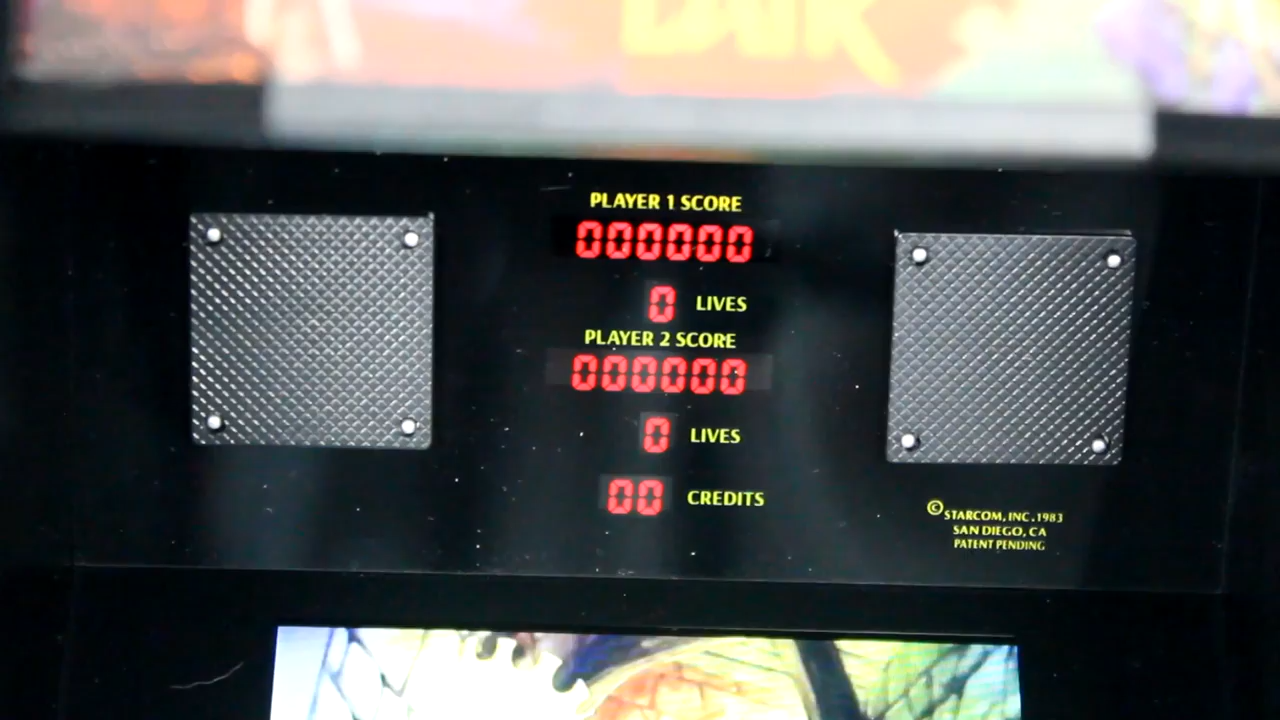 PLAYER 1 SCORE
000000
0 LIVES
PLAYER 2 SCORE
000000
0 LIVES
00 CREDITS
© STARCOM, INC. 1983
SAN DIEGO, CA
PATENT PENDING